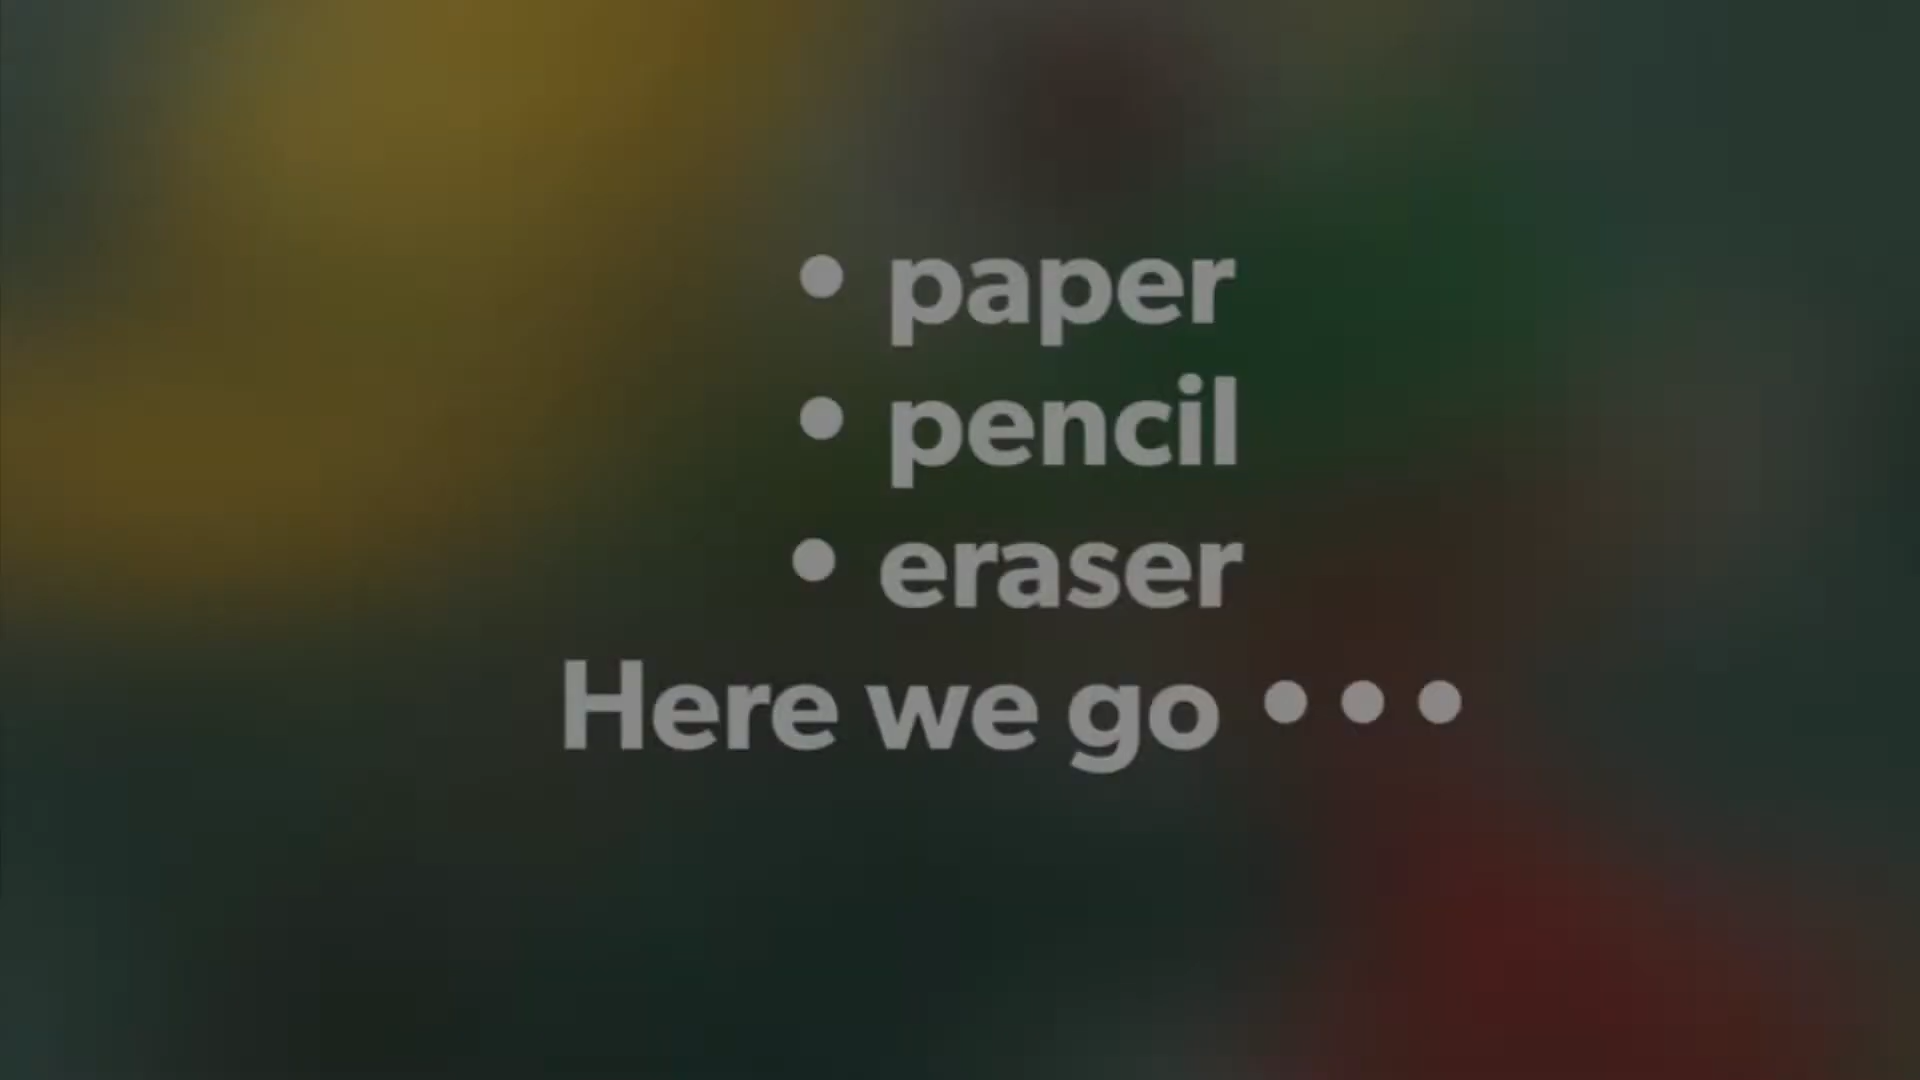 • paper
• pencil
• eraser
Here we go • • •